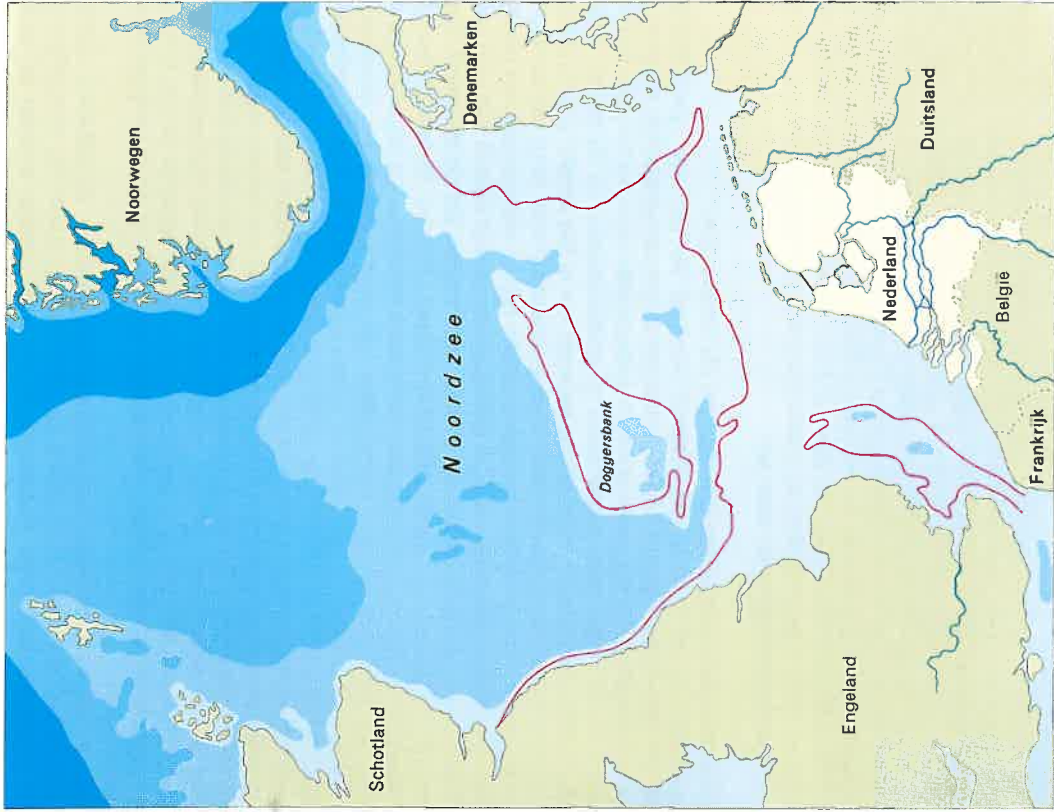 Noorwegen
Denemarken
Noordzee
Doggersbank
Duitsland
Nederland
België
Schotland
Engeland
Frankrijk